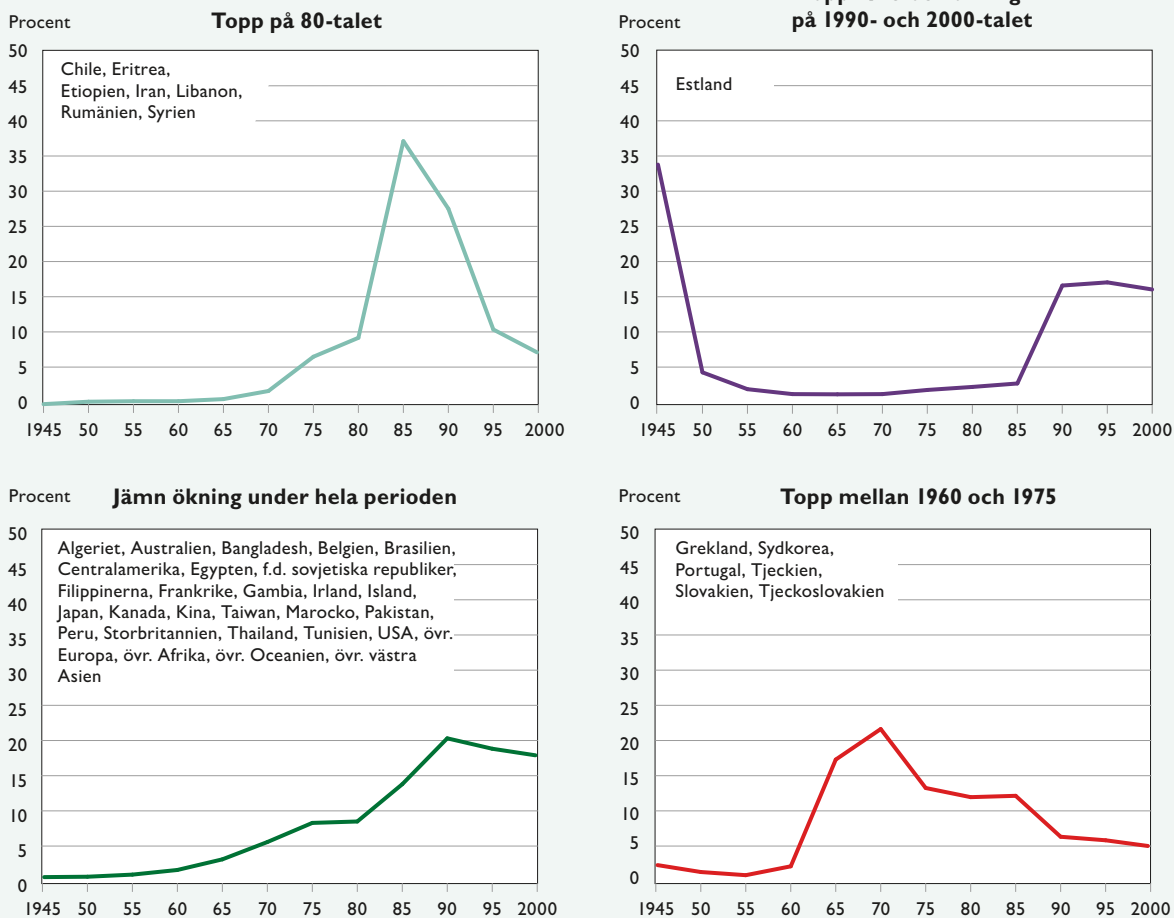 Procent
Topp på 80-talet
50
45
40
35
30
25
20
15
10
5
0
Chile, Eritrea,
Etiopien, Iran, Libanon,
Rumänien, Syrien
1945 50 55 60 65 70 75 80 85 90 95 2000
Procent
på 1990- och 2000-talet
50
45
40
35
30
25
20
15
10
5
0
Estland
1945 50 55 60 65 70 75 80 85 90 95 2000
Procent
Jämn ökning under hela perioden
50
45
40
35
30
25
20
15
10
5
0
Algeriet, Australien, Bangladesh, Belgien, Brasilien,
Centralamerika, Egypten, f.d. sovjetiska republiker,
Filippinerna, Frankrike, Gambia, Irland, Island,
Japan, Kanada, Kina, Taiwan, Marocko, Pakistan,
Peru, Storbritannien, Thailand, Tunisien, USA, övr.
Europa, övr. Afrika, övr. Oceanien, övr. västra
Asien
1945 50 55 60 65 70 75 80 85 90 95 2000
Procent
Topp mellan 1960 och 1975
50
45
40
35
30
25
20
15
10
5
0
Grekland, Sydkorea,
Portugal, Tjeckien,
Slovakien, Tjeckoslovakien
1945 50 55 60 65 70 75 80 85 90 95 2000